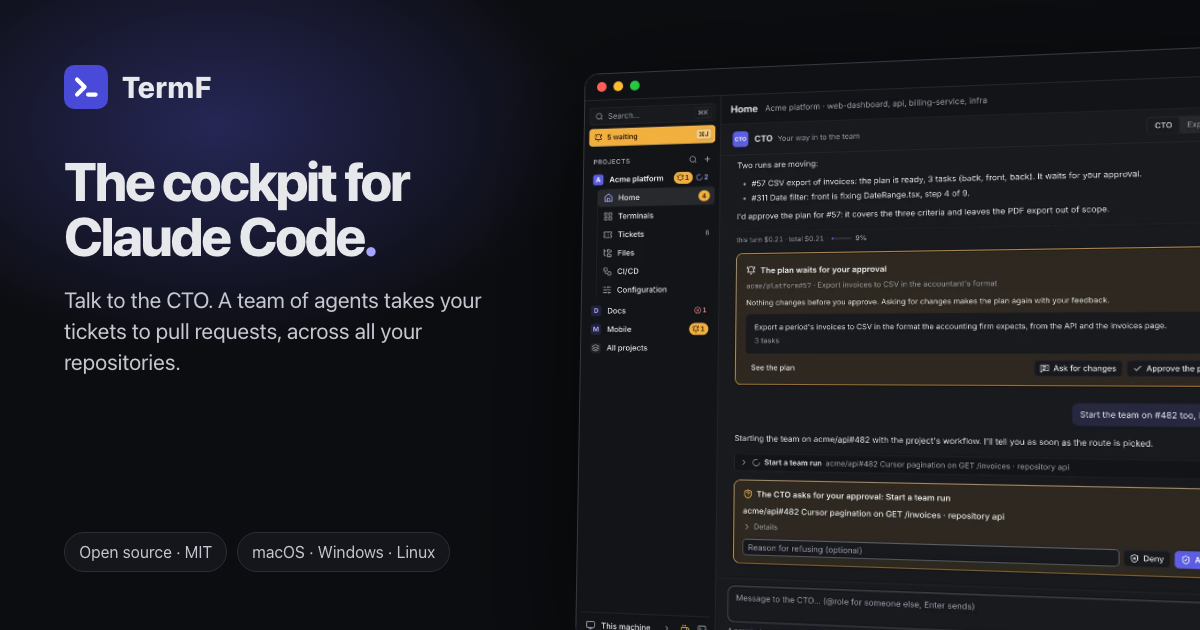 TermF
The cockpit for
Claude Code.
Talk to the CTO. A team of agents takes your
tickets to pull requests, across all your
repositories.
Open source · MIT
macOS · Windows · Linux
Search...
⌘K
5 waiting
⌘J
PROJECTS
A Acme platform 1 2
Home 4
Terminals
Tickets 6
Files
CI/CD
Configuration
D Docs 1
M Mobile 1
All projects
This machine
Home Acme platform · web-dashboard, api, billing-service, infra
CTO CTO Your way in to the team
CTO
Two runs are moving:
• #57 CSV export of invoices: the plan is ready, 3 tasks (back, front, back). It waits for your approval.
• #311 Date filter: front is fixing DateRange.tsx, step 4 of 9.
I'd approve the plan for #57: it covers the three criteria and leaves the PDF export out of scope.
this turn $0.21 · total $0.21 9%
The plan waits for your approval
acme/platform#57 · Export invoices to CSV in the accountant's format
Nothing changes before you approve. Asking for changes makes the plan again with your feedback.
Export a period's invoices to CSV in the format the accounting firm expects, from the API and the invoices page.
3 tasks
See the plan
Ask for changes
Approve the p
Start the team on #482 too,
Starting the team on acme/api#482 with the project's workflow. I'll tell you as soon as the route is picked.
Start a team run acme/api#482 Cursor pagination on GET /invoices · repository api
The CTO asks for your approval: Start a team run
acme/api#482 Cursor pagination on GET /invoices · repository api
Details
Reason for refusing (optional)
Deny
Message to the CTO... (@role for someone else, Enter sends)